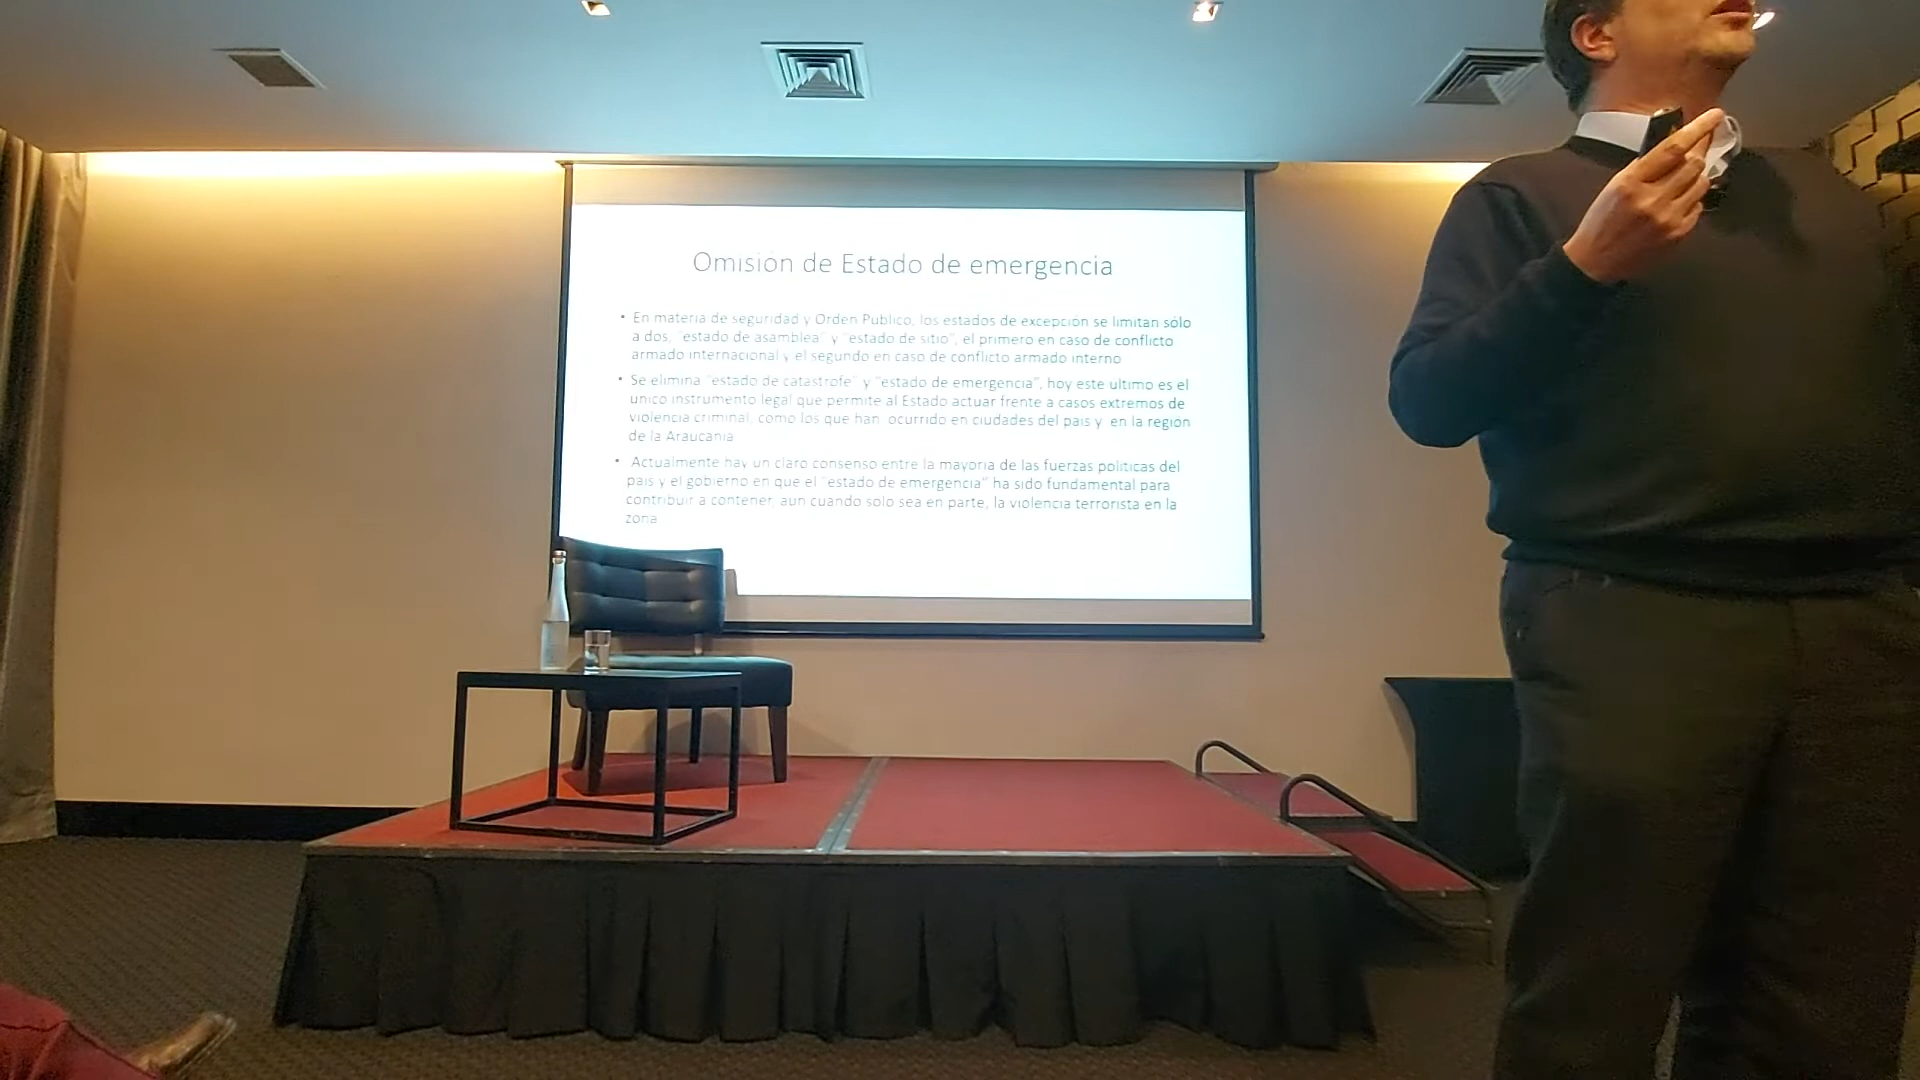 Omisión de Estado de emergencia
• En materia de seguridad y Orden Publico, los estados de excepción se limitan sólo
a dos, "estado de asamblea" y "estado de sitio", el primero en caso de conflicto
armado internacional y el segundo en caso de conflicto armado interno
• Se elimina "estado de catastrofe" y "estado de emergencia", hoy este ultimo es el
unico instrumento legal que permite al Estado actuar frente a casos extremos de
violencia criminal, como los que han ocurrido en ciudades del pais y en la region
de la Araucania
• Actualmente hay un claro consenso entre la mayoria de las fuerzas politicas del
pais y el gobierno en que el "estado de emergencia" ha sido fundamental para
contribuir a contener, aun cuando solo sea en parte, la violencia terrorista en la
zona